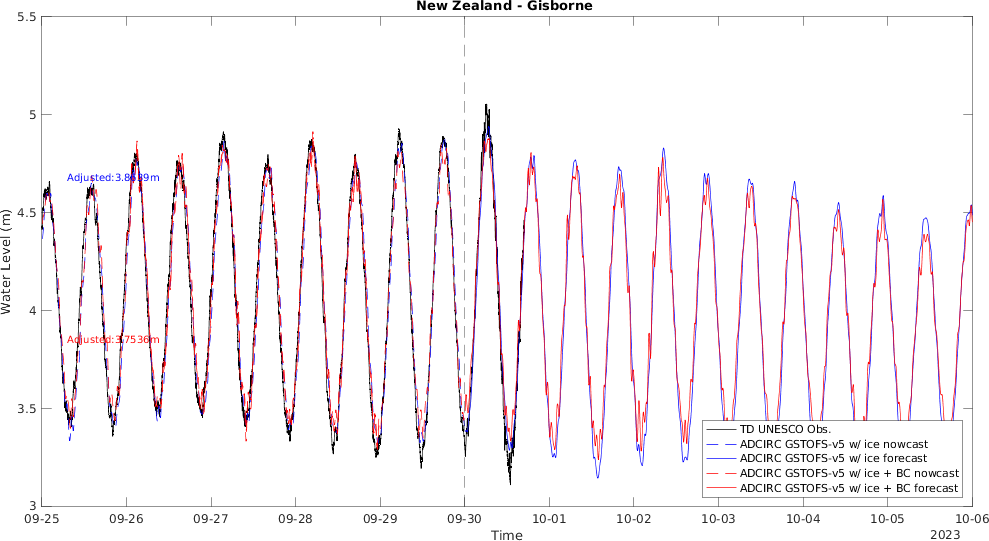 New Zealand - Gisborne
5.5
5
4.5
4
3.5
3
Water Level (m)
Adjusted:3.8689m
Adjusted:3.7536m
TD UNESCO Obs.
ADCIRC GSTOFS-v5 w/ ice nowcast
ADCIRC GSTOFS-v5 w/ ice forecast
ADCIRC GSTOFS-v5 w/ ice + BC nowcast
ADCIRC GSTOFS-v5 w/ ice + BC forecast
09-25 09-26 09-27 09-28 09-29 09-30 10-01 10-02 10-03 10-04 10-05 10-06
Time
2023